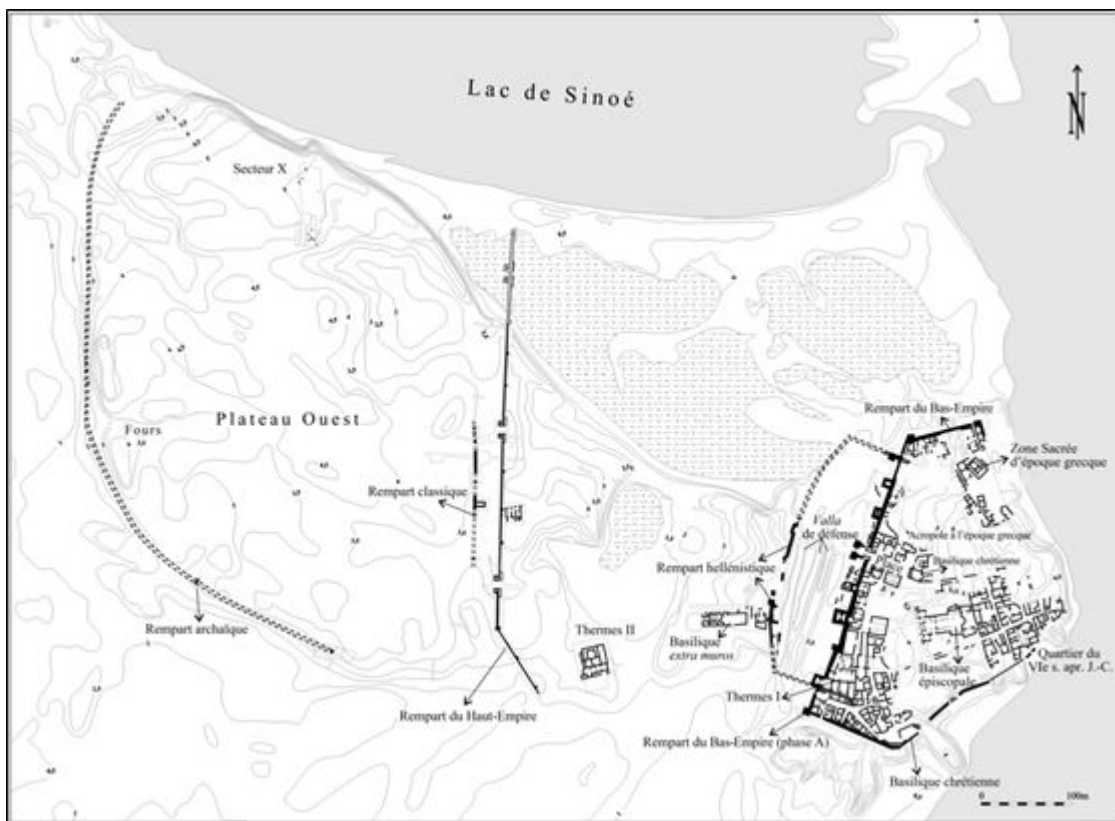 Lac de Sinoé
N
Secteur X
Plateau Ouest
Fours
Rempart du Bas-Empire
Zone Sacrée
d'époque grecque
Rempart classique
Valla
de défense
Acropole à l'époque grecque
Basilique chrétienne
Rempart hellénistique
Rempart archaïque
Thermes II
Basilique
extra muros
Basilique
épiscopale
Quartier du
VIe s. apr. J.-C.
Thermes I
Rempart du Haut-Empire
Rempart du Bas-Empire (phase A)
Basilique chrétienne
0 100m